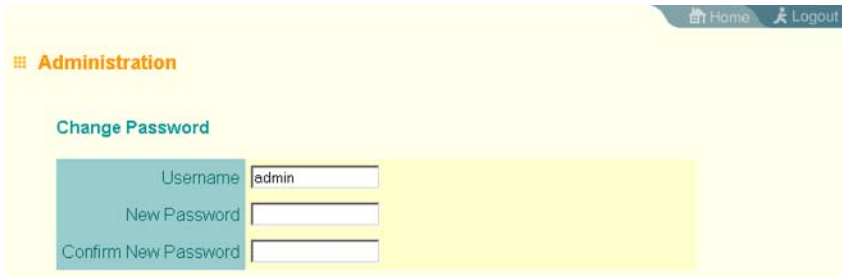 Home Logout
Administration
Change Password
Username admin
New Password
Confirm New Password